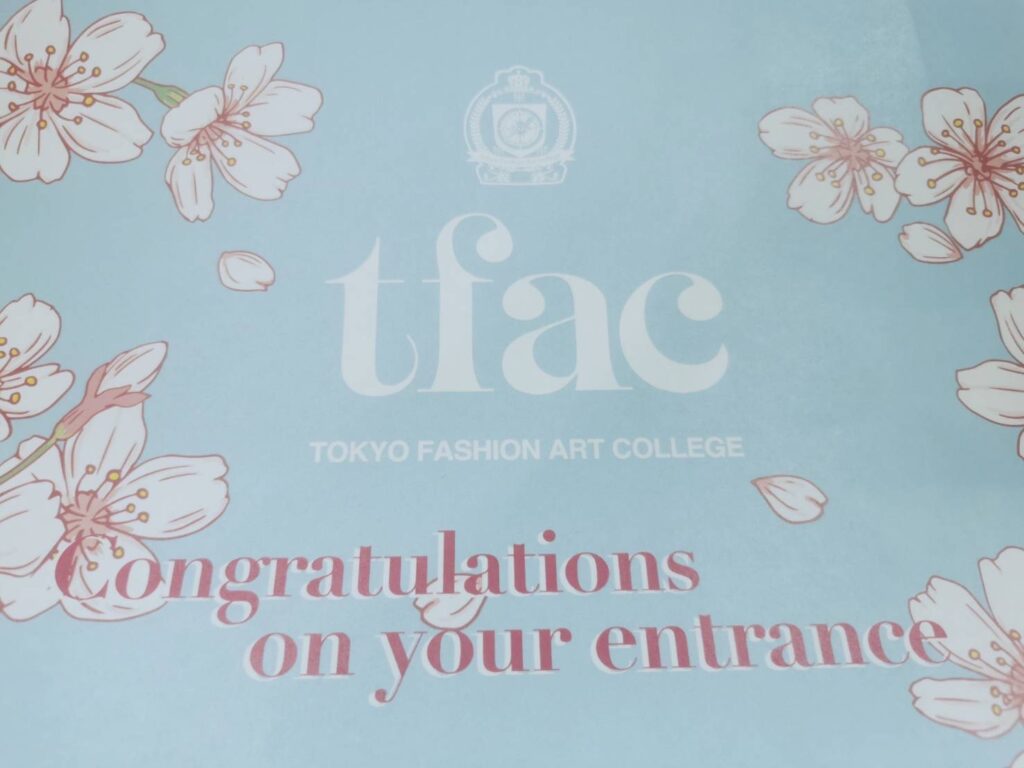 tfac
TOKYO FASHION ART COLLEGE
Congratulations
on your entrance